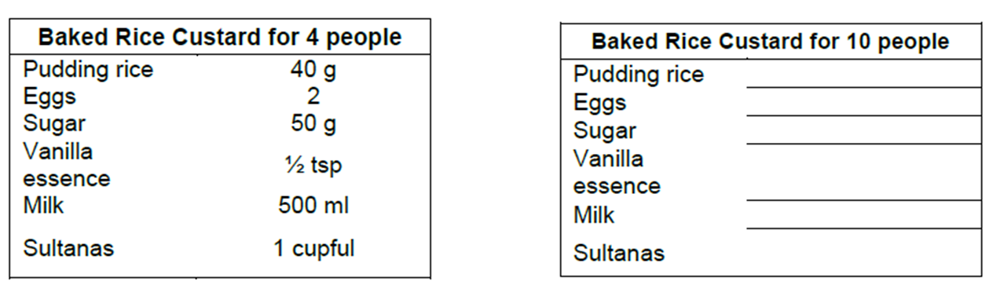 Baked Rice Custard for 4 people
Pudding rice 40 g
Eggs 2
Sugar 50 g
Vanilla
essence ½ tsp
Milk 500 ml
Sultanas 1 cupful
Baked Rice Custard for 10 people
Pudding rice
Eggs
Sugar
Vanilla
essence
Milk
Sultanas